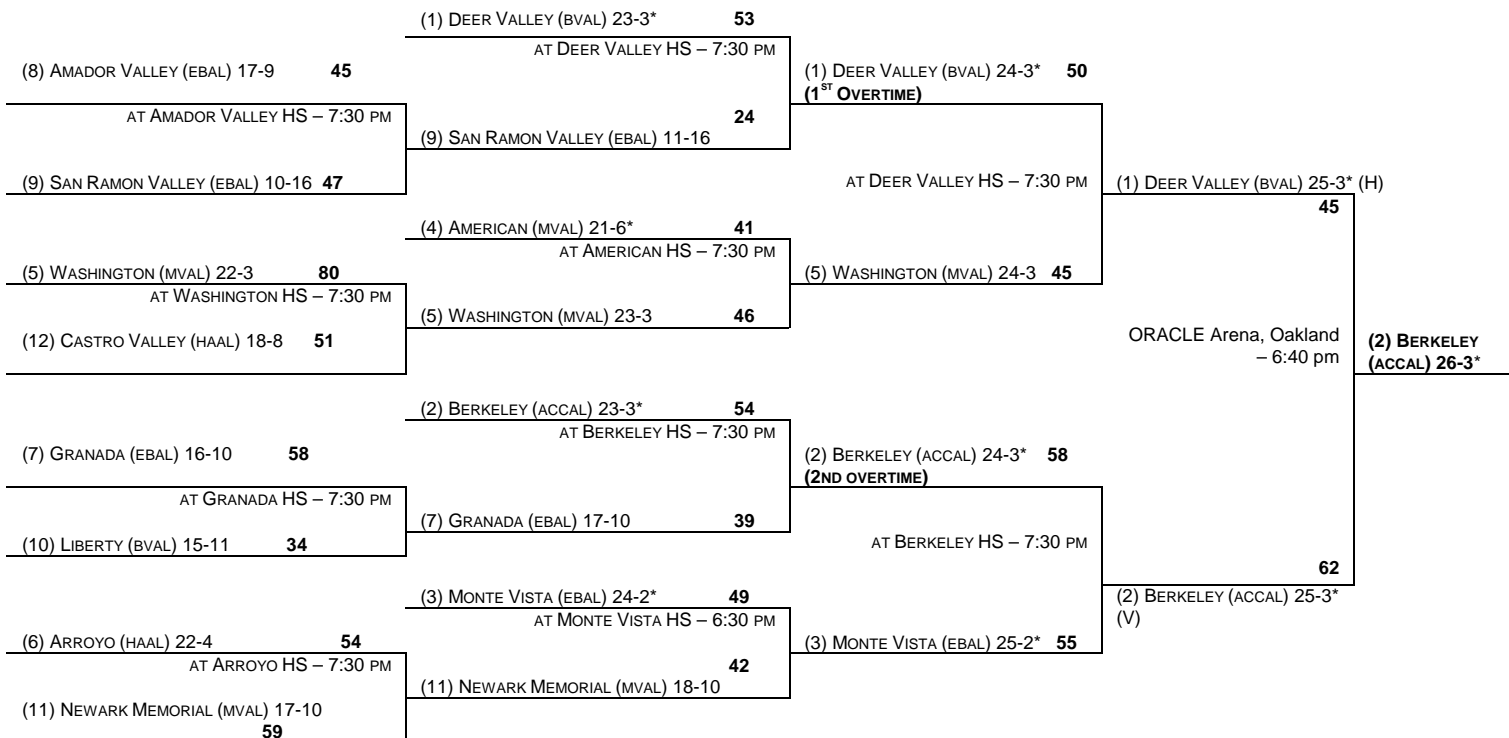 (1) DEER VALLEY (BVAL) 23-3* 53
AT DEER VALLEY HS – 7:30 PM
(8) AMADOR VALLEY (EBAL) 17-9 45
(1) DEER VALLEY (BVAL) 24-3* 50
(1ST OVERTIME)
AT AMADOR VALLEY HS – 7:30 PM
24
(9) SAN RAMON VALLEY (EBAL) 11-16
(9) SAN RAMON VALLEY (EBAL) 10-16 47
AT DEER VALLEY HS – 7:30 PM
(1) DEER VALLEY (BVAL) 25-3* (H)
45
(4) AMERICAN (MVAL) 21-6* 41
AT AMERICAN HS – 7:30 PM
(5) WASHINGTON (MVAL) 22-3 80
(5) WASHINGTON (MVAL) 24-3 45
AT WASHINGTON HS – 7:30 PM
(5) WASHINGTON (MVAL) 23-3 46
(12) CASTRO VALLEY (HAAL) 18-8 51
ORACLE Arena, Oakland
– 6:40 pm
(2) BERKELEY
(ACCAL) 26-3*
(2) BERKELEY (ACCAL) 23-3* 54
AT BERKELEY HS – 7:30 PM
(7) GRANADA (EBAL) 16-10 58
(2) BERKELEY (ACCAL) 24-3* 58
(2ND OVERTIME)
AT GRANADA HS – 7:30 PM
(7) GRANADA (EBAL) 17-10 39
(10) LIBERTY (BVAL) 15-11 34
AT BERKELEY HS – 7:30 PM
62
(2) BERKELEY (ACCAL) 25-3*
(V)
(3) MONTE VISTA (EBAL) 24-2* 49
AT MONTE VISTA HS – 6:30 PM
(6) ARROYO (HAAL) 22-4 54
(3) MONTE VISTA (EBAL) 25-2* 55
AT ARROYO HS – 7:30 PM
42
(11) NEWARK MEMORIAL (MVAL) 18-10
(11) NEWARK MEMORIAL (MVAL) 17-10
59